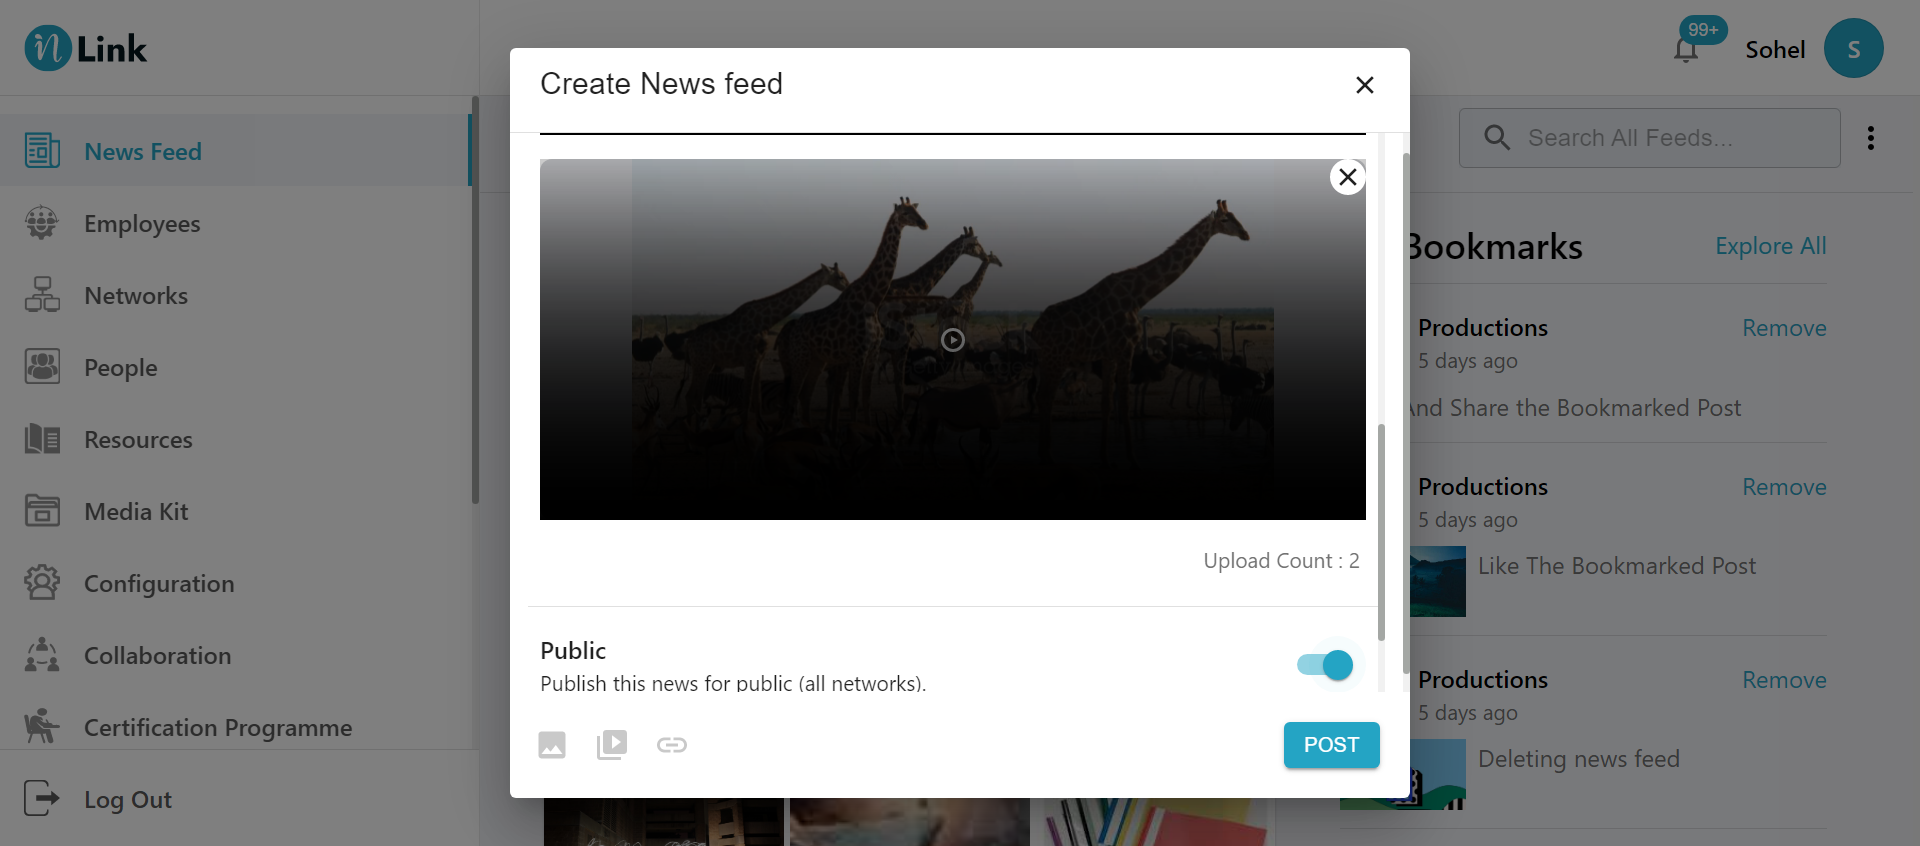 n Link
99+
Sohel
S
Create News feed
News Feed
Employees
Networks
People
Resources
Media Kit
Configuration
Collaboration
Certification Programme
Log Out
Upload Count : 2
Public
Publish this news for public (all networks).
POST
Search All Feeds...
Bookmarks
Explore All
Productions
Remove
5 days ago
And Share the Bookmarked Post
Productions
Remove
5 days ago
Like The Bookmarked Post
Productions
Remove
5 days ago
Deleting news feed